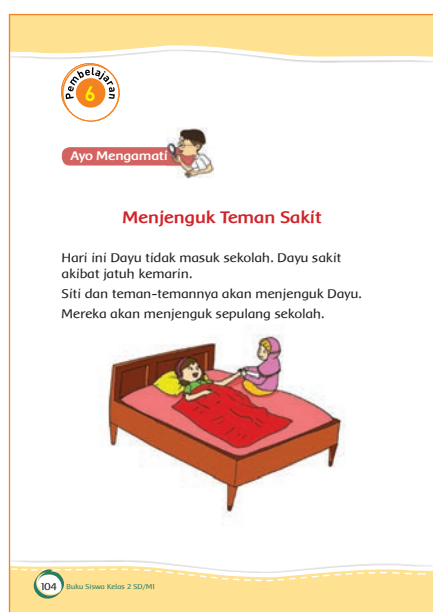 Pembelajaran
6
Ayo Mengamati
Menjenguk Teman Sakit
Hari ini Dayu tidak masuk sekolah. Dayu sakit
akibat jatuh kemarin.
Siti dan teman-temannya akan menjenguk Dayu.
Mereka akan menjenguk sepulang sekolah.
104 Buku Siswa Kelas 2 SD/MI